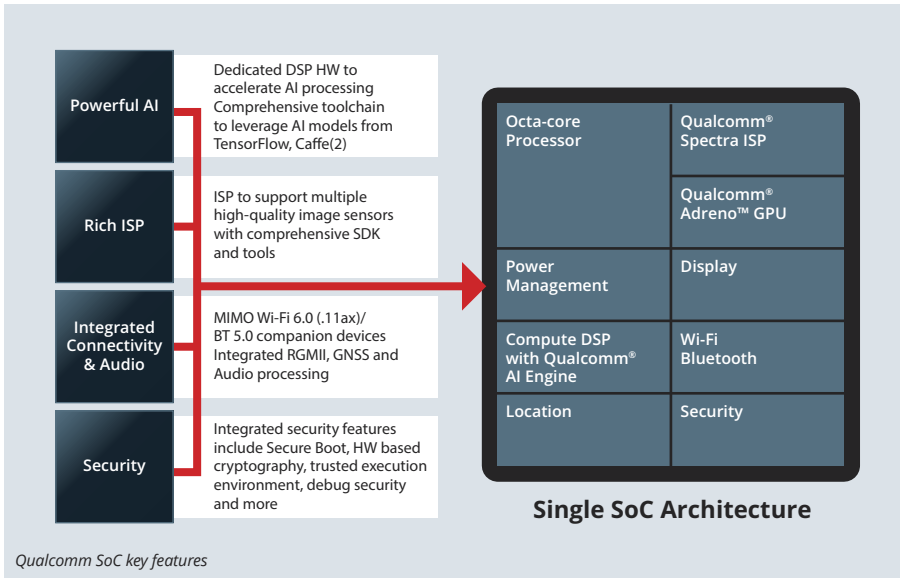 Powerful AI
Dedicated DSP HW to
accelerate AI processing
Comprehensive toolchain
to leverage AI models from
TensorFlow, Caffe(2)
Rich ISP
ISP to support multiple
high-quality image sensors
with comprehensive SDK
and tools
Integrated
Connectivity
& Audio
MIMO Wi-Fi 6.0 (.11ax)/
BT 5.0 companion devices
Integrated RGMII, GNSS and
Audio processing
Security
Integrated security features
include Secure Boot, HW based
cryptography, trusted execution
environment, debug security
and more
Octa-core
Processor
Qualcomm®
Spectra ISP
Qualcomm®
Adreno™ GPU
Power
Management
Display
Compute DSP
with Qualcomm®
AI Engine
Wi-Fi
Bluetooth
Location
Security
Single SoC Architecture
Qualcomm SoC key features